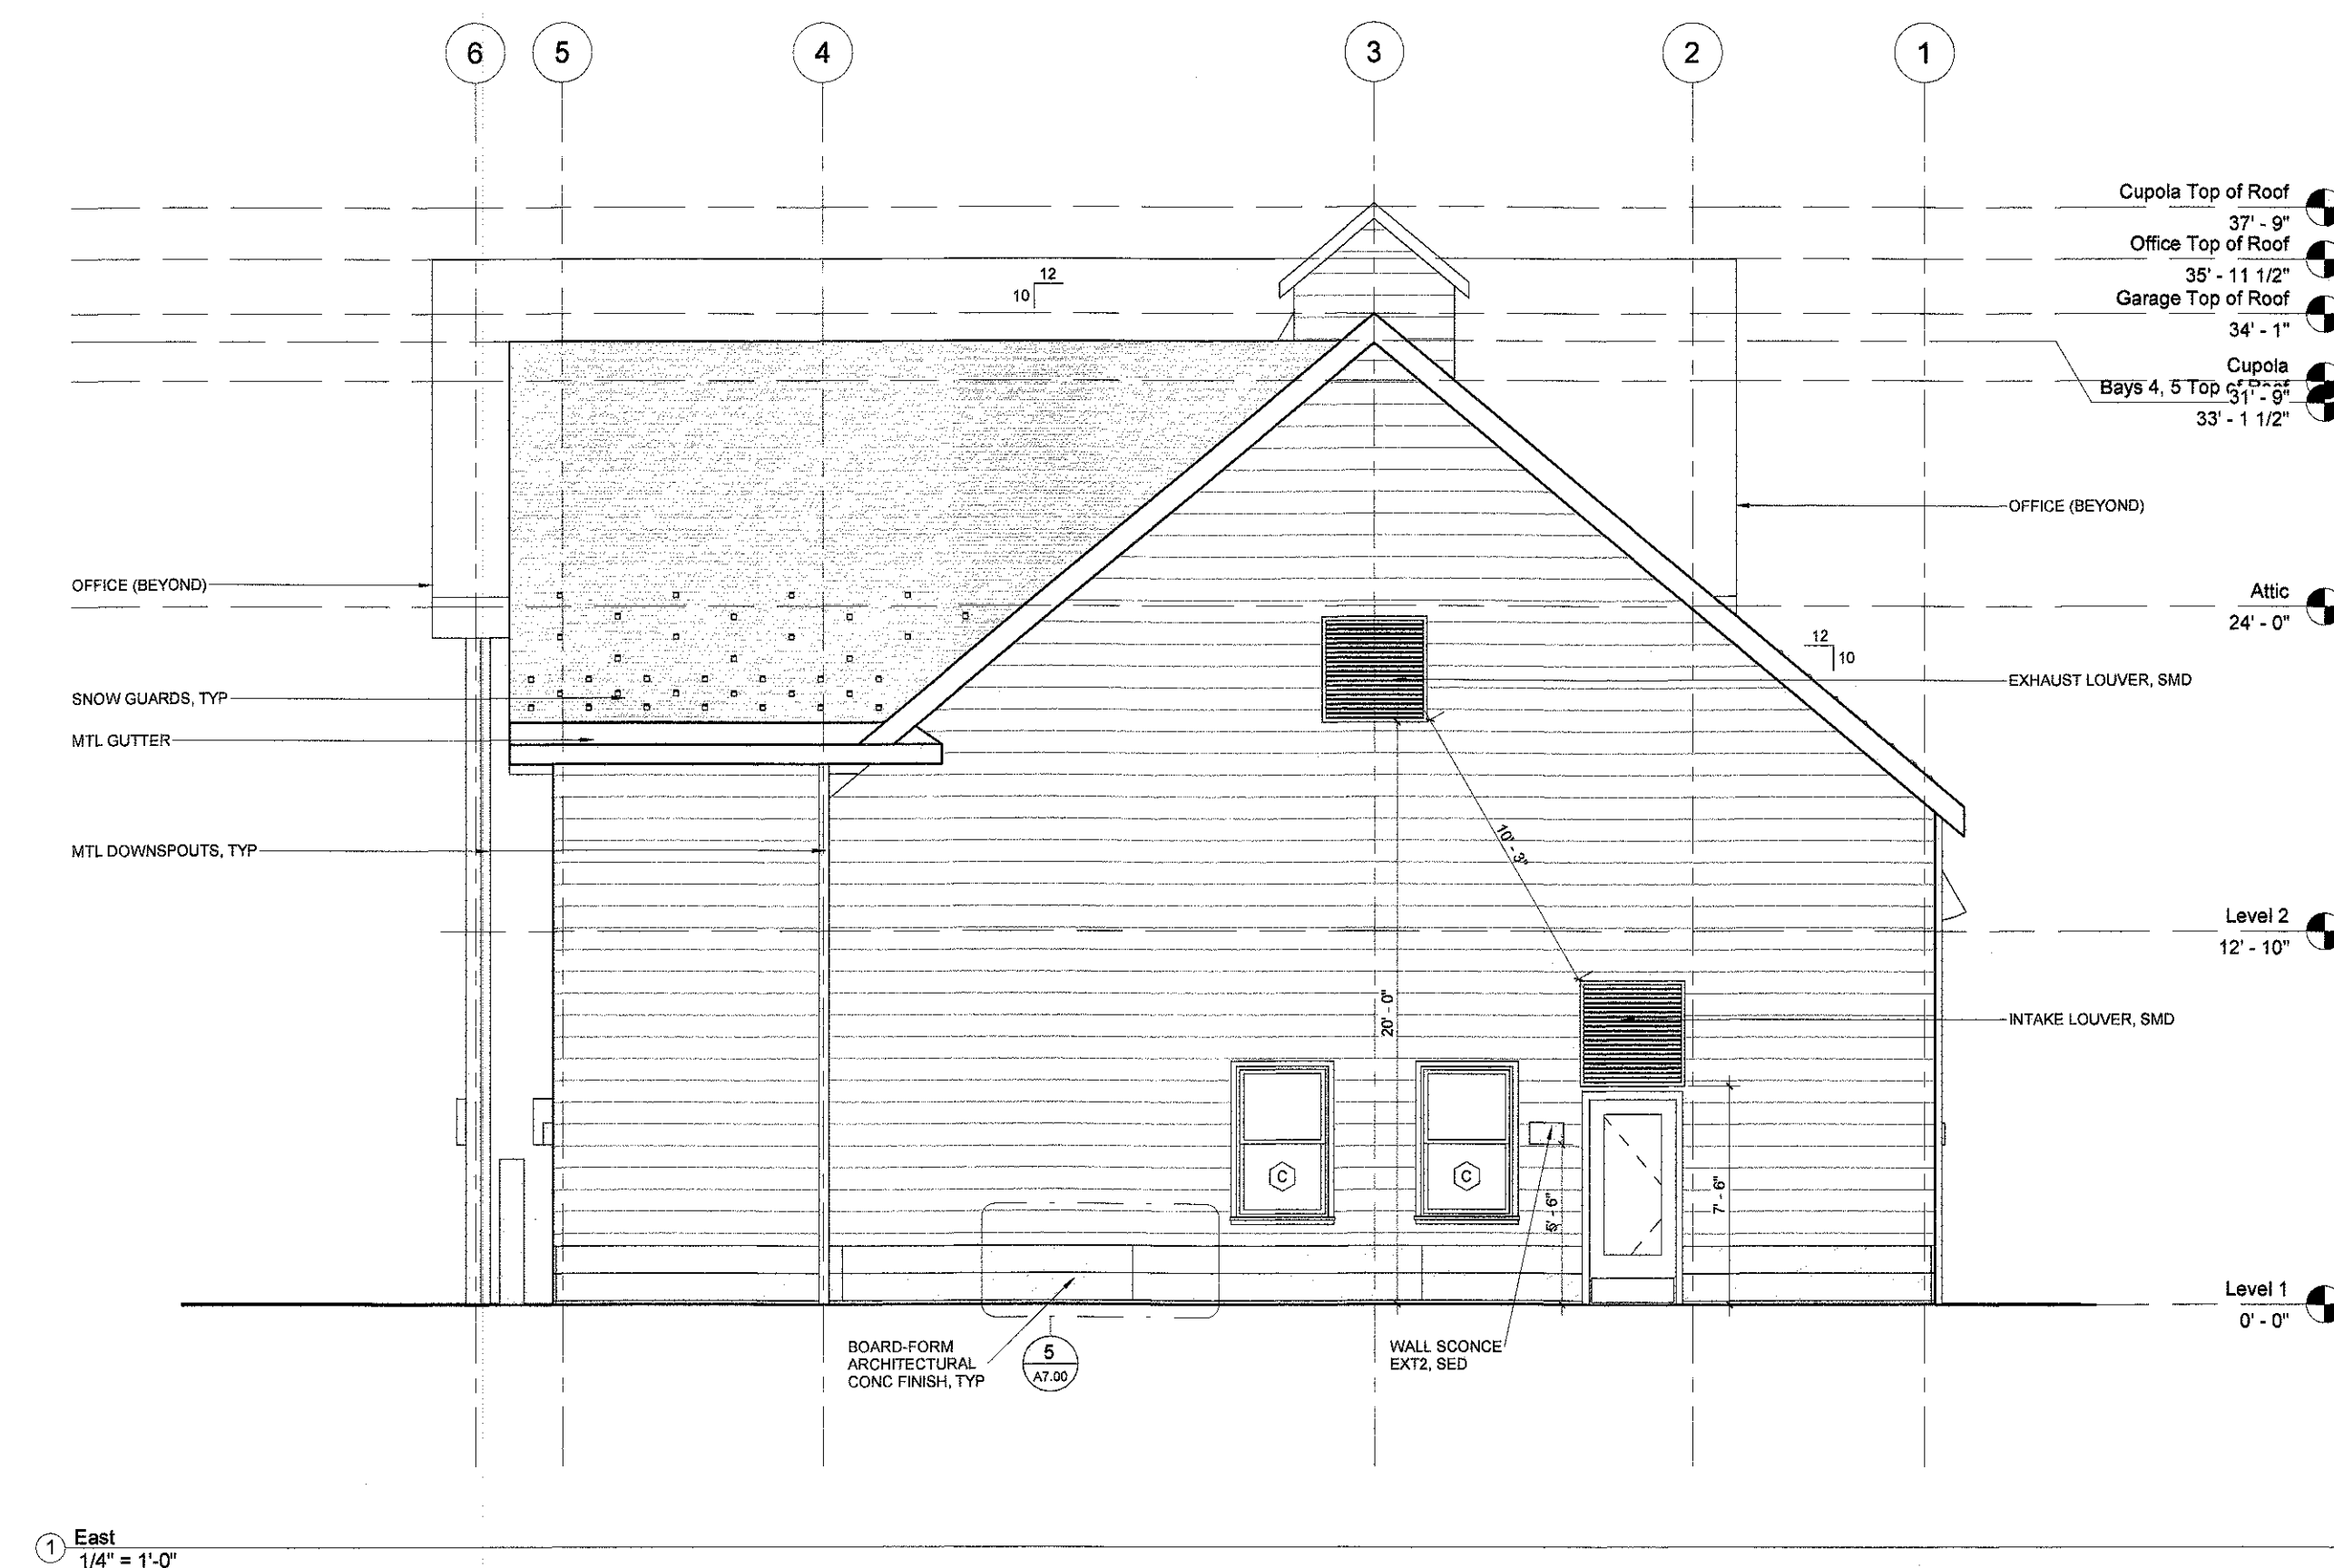 6 5 4 3 2 1
Cupola Top of Roof
37' - 9"
Office Top of Roof
35' - 11 1/2"
Garage Top of Roof
34' - 1"
Cupola
31' - 9"
Bays 4, 5 Top of Roof
33' - 1 1/2"
12
10
OFFICE (BEYOND)
OFFICE (BEYOND)
Attic
24' - 0"
12
10
EXHAUST LOUVER, SMD
SNOW GUARDS, TYP
MTL GUTTER
MTL DOWNSPOUTS, TYP
10' - 3"
Level 2
12' - 10"
20' - 0"
INTAKE LOUVER, SMD
C
C
5' - 6"
7' - 6"
Level 1
0' - 0"
BOARD-FORM
ARCHITECTURAL
CONC FINISH, TYP
5
A7.00
WALL SCONCE
EXT2, SED
1 East
1/4" = 1'-0"